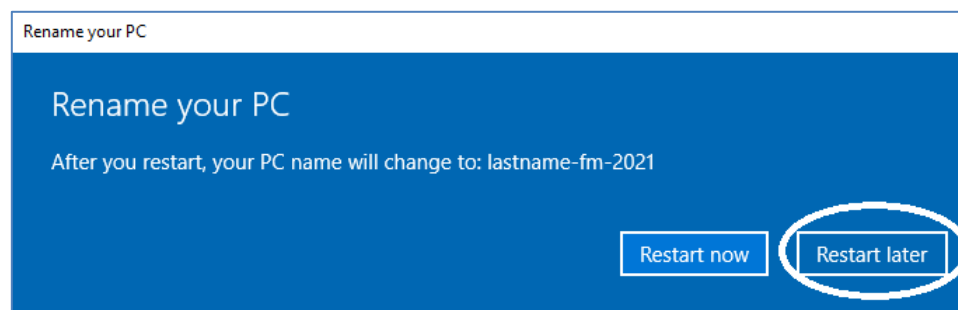 Rename your PC
Rename your PC
After you restart, your PC name will change to: lastname-fm-2021
Restart now Restart later